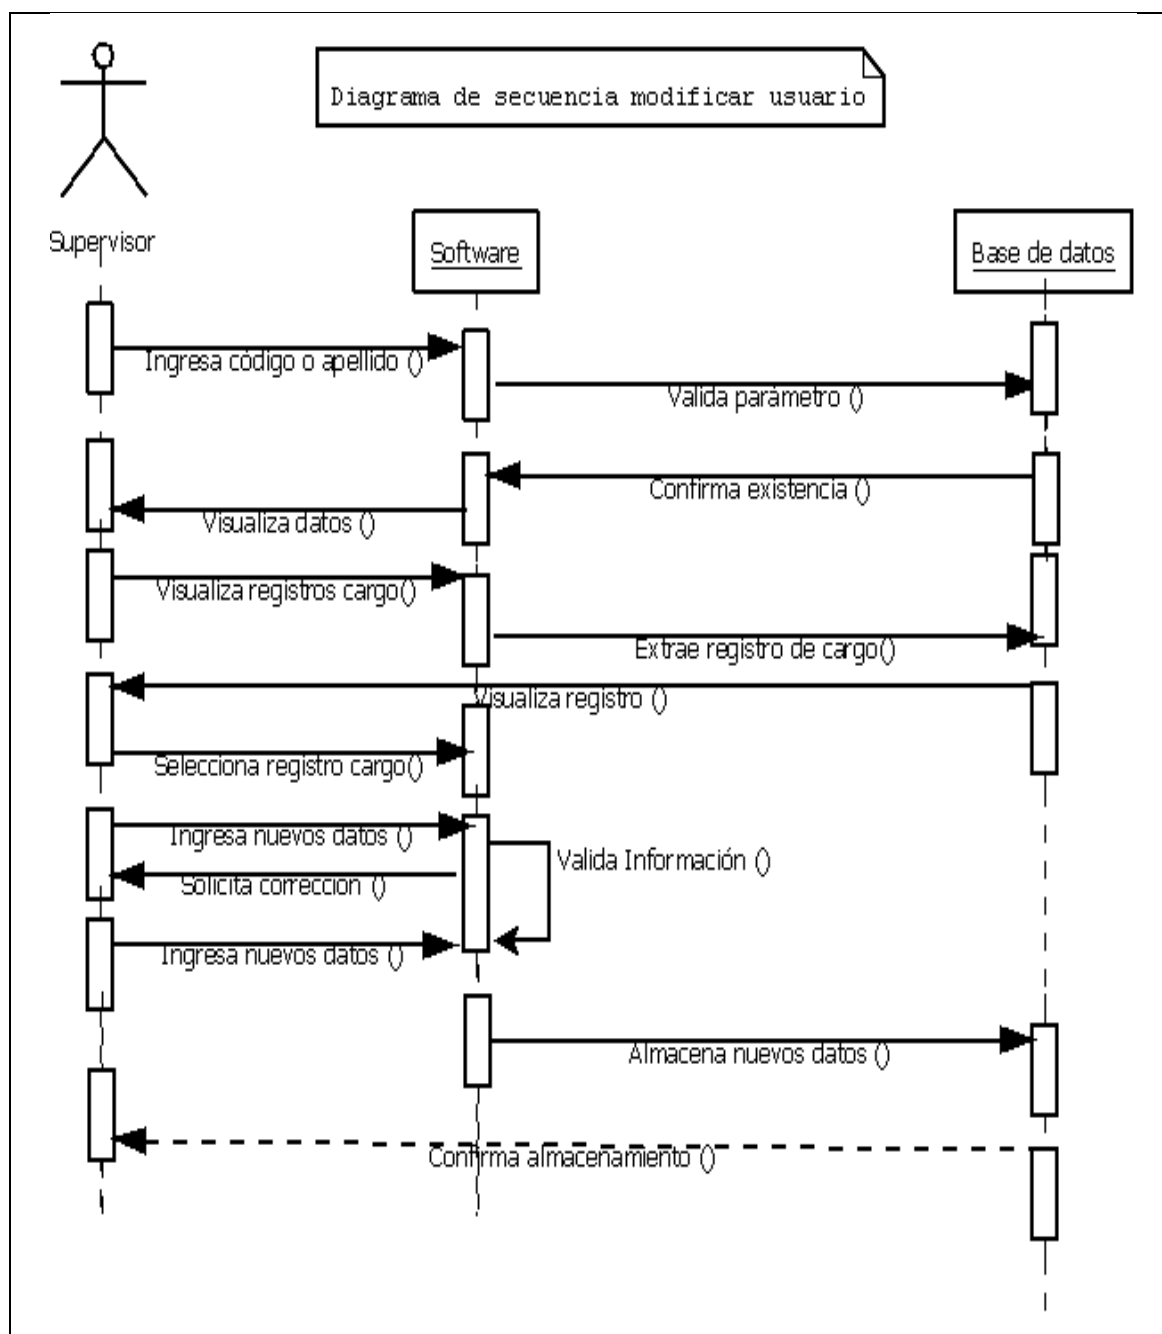 Diagrama de secuencia modificar usuario
Supervisor
Software
Base de datos
Ingresa código o apellido ()
Valida parámetro ()
Confirma existencia ()
Visualiza datos ()
Visualiza registros cargo()
Extrae registro de cargo()
Visualiza registro ()
Selecciona registro cargo()
Ingresa nuevos datos ()
Valida Información ()
Solicita correccion ()
Ingresa nuevos datos ()
Almacena nuevos datos ()
Confirma almacenamiento ()